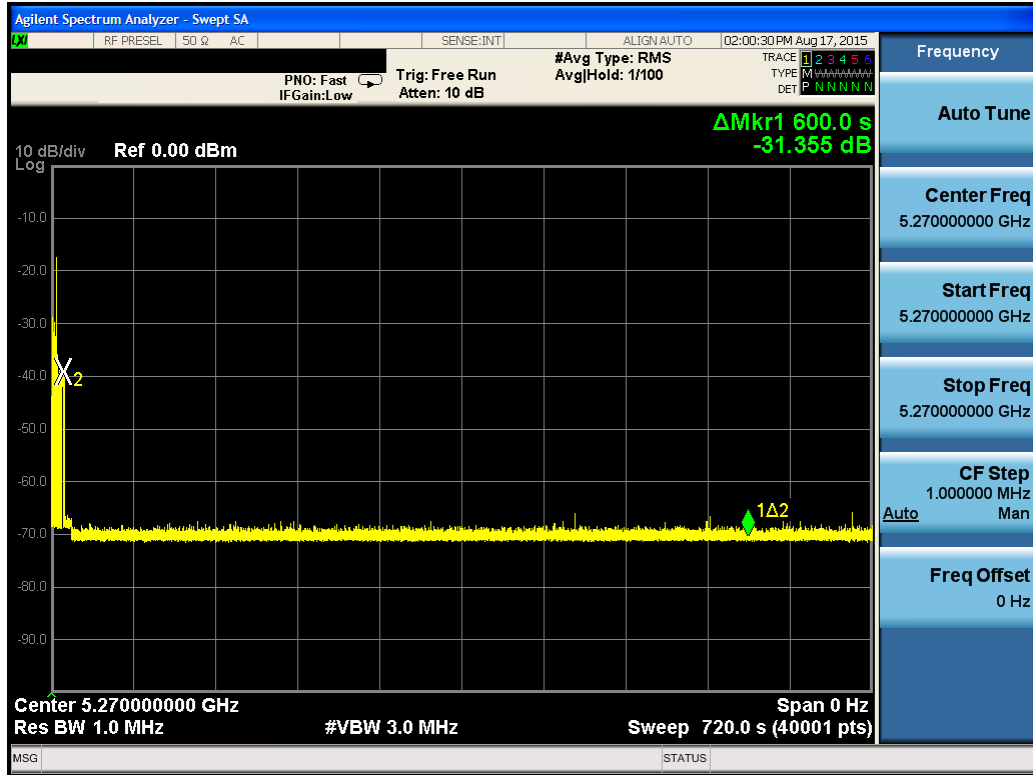 Agilent Spectrum Analyzer - Swept SA
LXI RF PRESEL 50 Ω AC SENSE:INT ALIGN AUTO 02:00:30 PM Aug 17, 2015
PNO: Fast
IFGain:Low
Trig: Free Run
Atten: 10 dB
#Avg Type: RMS
Avg|Hold: 1/100
TRACE 1 2 3 4 5 6
TYPE MWWWWW
DET P N N N N N
ΔMkr1 600.0 s
-31.355 dB
10 dB/div Ref 0.00 dBm
Log
-10.0
-20.0
-30.0
-40.0
-50.0
-60.0
-70.0
-80.0
-90.0
X2
1Δ2
Center 5.270000000 GHz Span 0 Hz
Res BW 1.0 MHz #VBW 3.0 MHz Sweep 720.0 s (40001 pts)
MSG STATUS
Frequency
Auto Tune
Center Freq
5.270000000 GHz
Start Freq
5.270000000 GHz
Stop Freq
5.270000000 GHz
CF Step
1.000000 MHz
Auto Man
Freq Offset
0 Hz